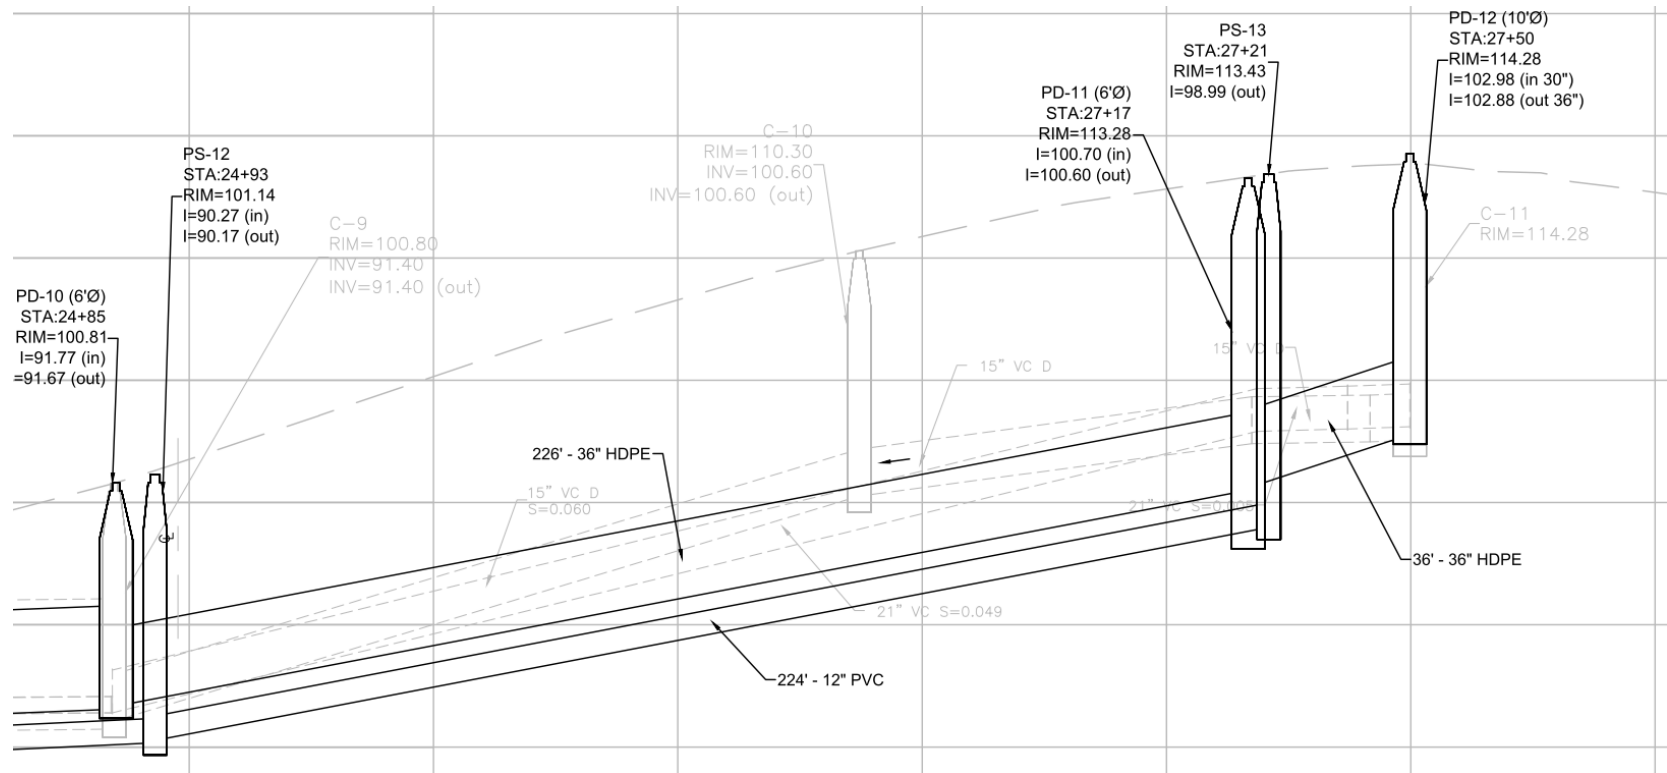 PS-13
STA:27+21
RIM=113.43
I=98.99 (out)
PD-12 (10'Ø)
STA:27+50
RIM=114.28
I=102.98 (in 30")
I=102.88 (out 36")
PD-11 (6'Ø)
STA:27+17
RIM=113.28
I=100.70 (in)
I=100.60 (out)
C-10
RIM=110.30
INV=100.60
INV=100.60 (out)
PS-12
STA:24+93
RIM=101.14
I=90.27 (in)
I=90.17 (out)
C-9
RIM=100.80
INV=91.40
INV=91.40 (out)
C-11
RIM=114.28
PD-10 (6'Ø)
STA:24+85
RIM=100.81
I=91.77 (in)
=91.67 (out)
15" VC D
15" VC D
226' - 36" HDPE
15" VC D
S=0.060
21" VC S=0.005
36' - 36" HDPE
21" VC S=0.049
224' - 12" PVC